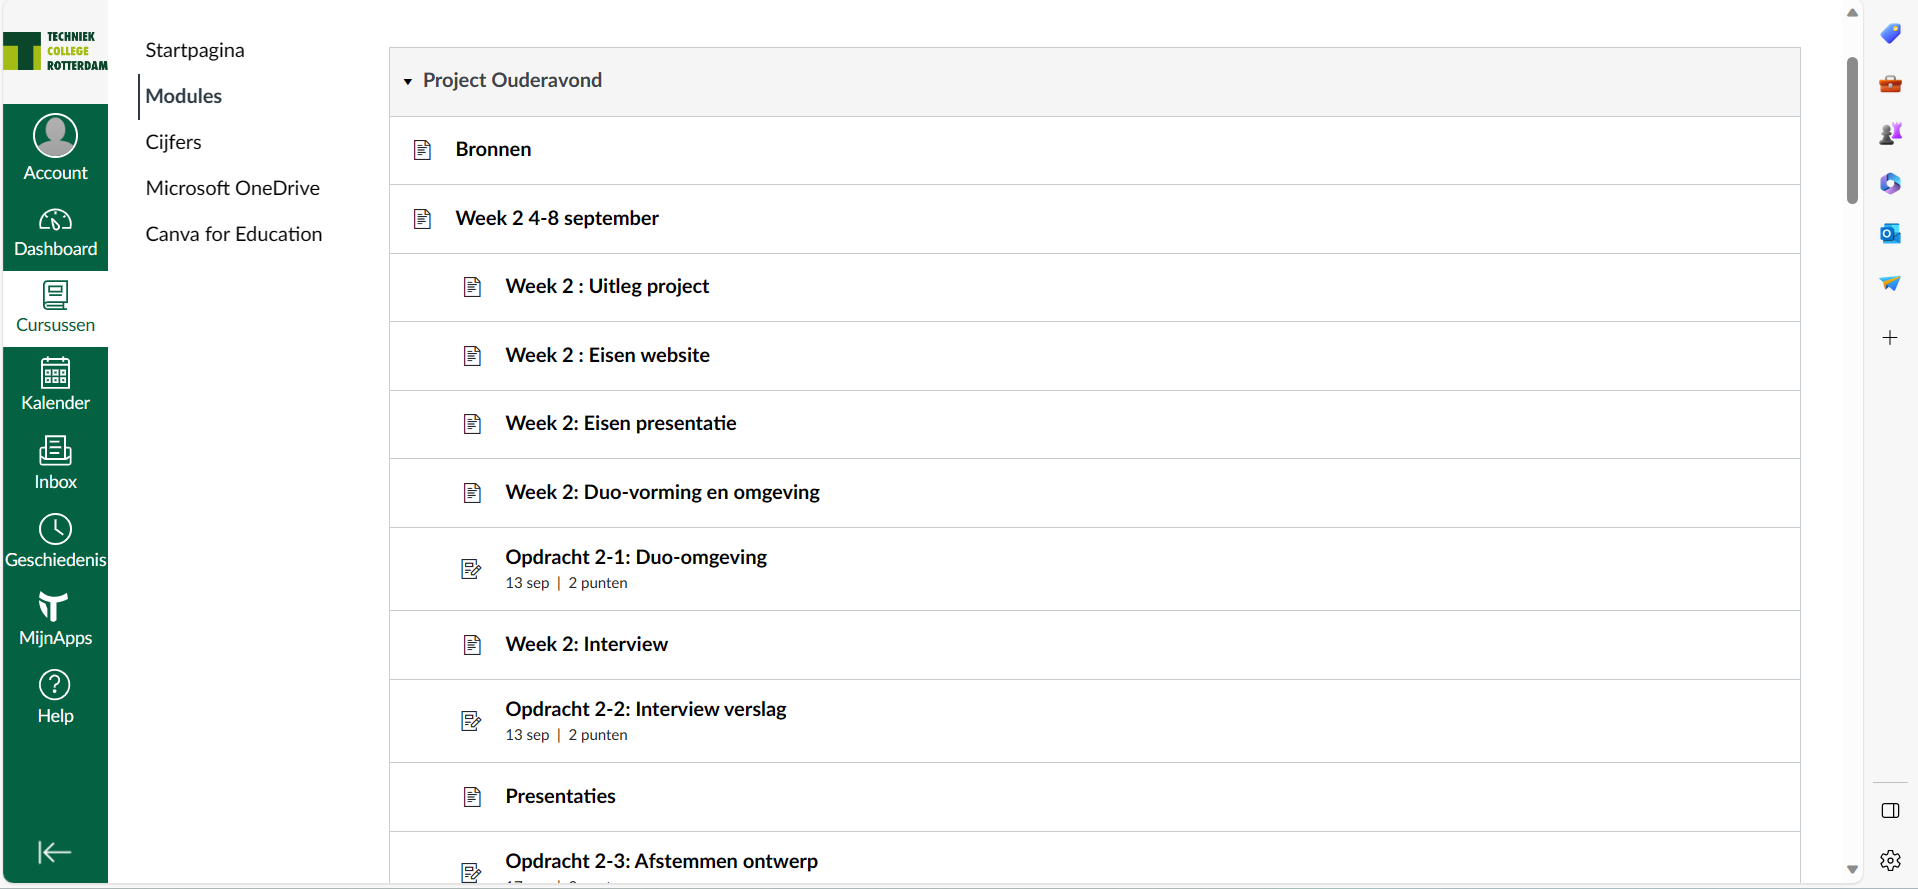 TECHNIEK
COLLEGE
ROTTERDAM
Account
Dashboard
Cursussen
Kalender
Inbox
Geschiedenis
MijnApps
Help
Startpagina
Modules
Cijfers
Microsoft OneDrive
Canva for Education
Project Ouderavond
Bronnen
Week 2 4-8 september
Week 2 : Uitleg project
Week 2 : Eisen website
Week 2: Eisen presentatie
Week 2: Duo-vorming en omgeving
Opdracht 2-1: Duo-omgeving
13 sep | 2 punten
Week 2: Interview
Opdracht 2-2: Interview verslag
13 sep | 2 punten
Presentaties
Opdracht 2-3: Afstemmen ontwerp